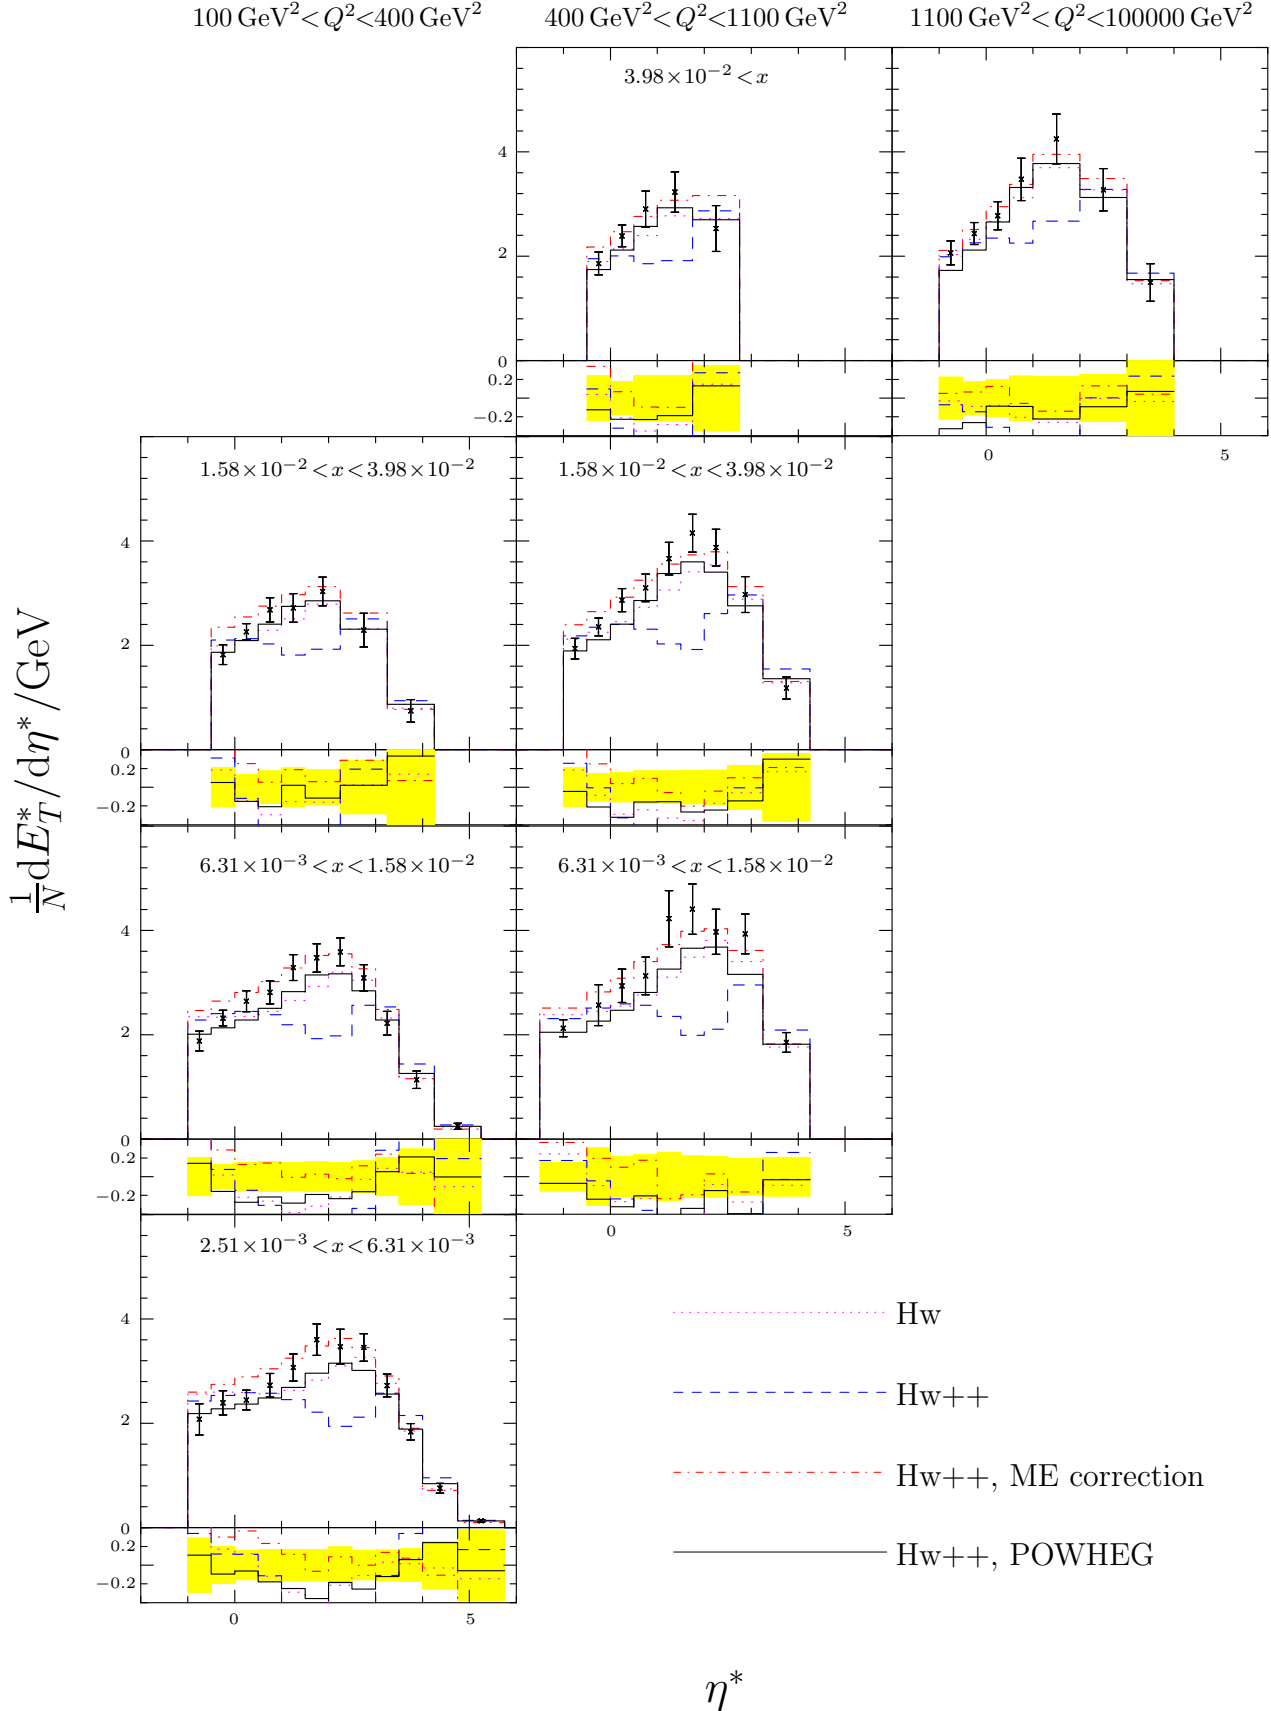 100 GeV²<Q²<400 GeV²
400 GeV²<Q²<1100 GeV²
1100 GeV²<Q²<100000 GeV²
3.98×10⁻²<x
4
2
0
0.2
−0.2
0
5
1.58×10⁻²<x<3.98×10⁻²
1.58×10⁻²<x<3.98×10⁻²
4
2
0
0.2
−0.2
6.31×10⁻³<x<1.58×10⁻²
6.31×10⁻³<x<1.58×10⁻²
4
2
0
0.2
−0.2
0
5
2.51×10⁻³<x<6.31×10⁻³
4
2
0
0.2
−0.2
0
5
1/N dE*_T/dη*/GeV
Hw
Hw++
Hw++, ME correction
Hw++, POWHEG
η*